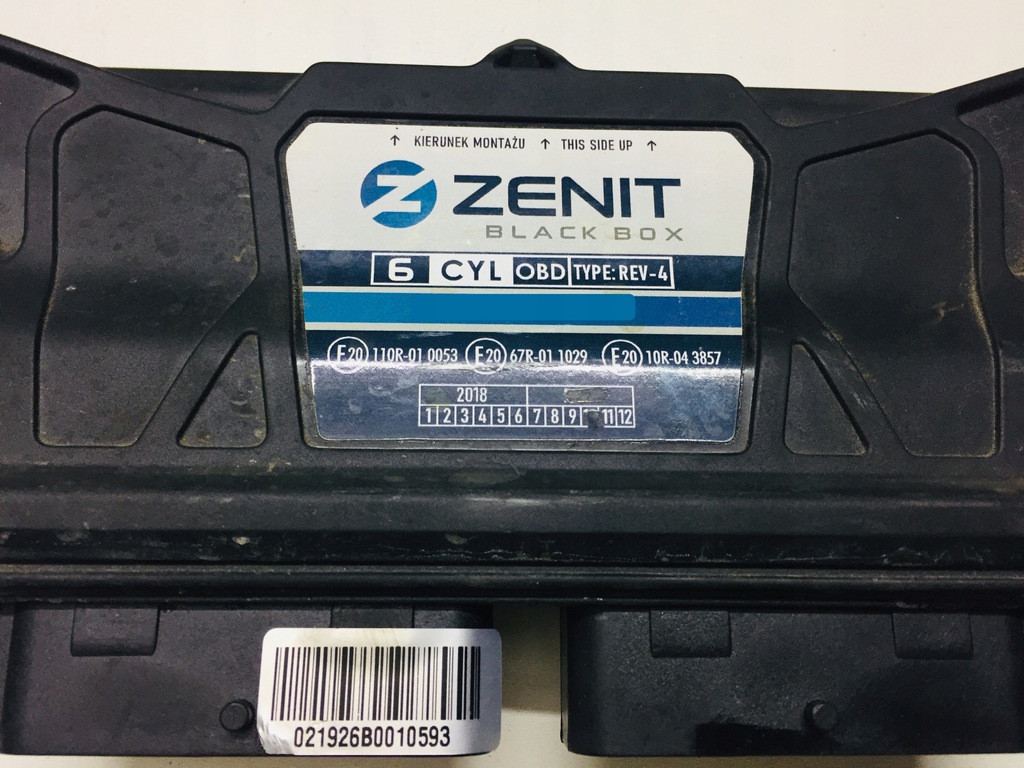 ↑ KIERUNEK MONTAŻU ↑ THIS SIDE UP ↑
Z ZENIT
BLACK BOX
6 CYL OBD TYPE: REV-4
E20 110R-01 0053 E20 67R-01 1029 E20 10R-04 3857
2018
1 2 3 4 5 6 7 8 9 11 12
021926B0010593